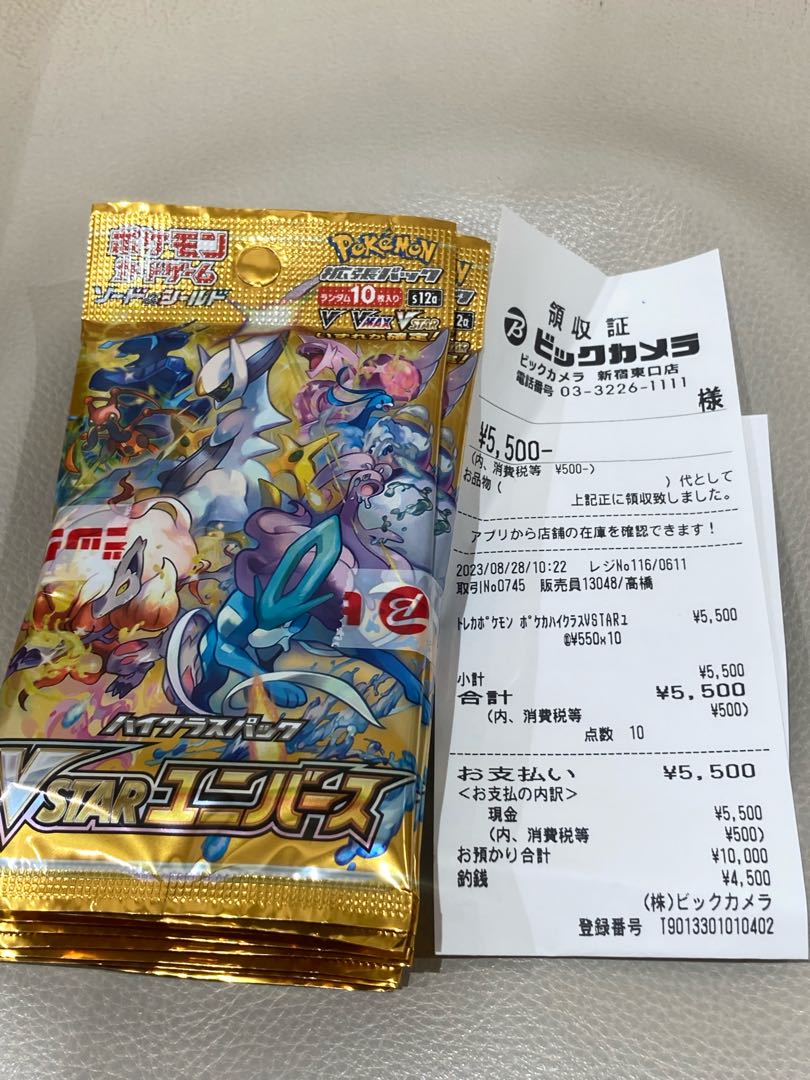 ポケモン
カードゲーム
ソード&シールド
Pokémon
拡張パック
ランダム10枚入り s12a
V VMAX VSTAR
いずれか確定!
2a
ハイクラスパック
VSTARユニバース
領収証
ビックカメラ
ビックカメラ 新宿東口店
電話番号 03-3226-1111
様
¥5,500-
(内、消費税等 ¥500-)
お品物( )代として
上記正に領収致しました。
アプリから店舗の在庫を確認できます!
2023/08/28/10:22 レジNo116/0611
取引No0745 販売員13048/高橋
トレカポケモン ポケカハイクラスVSTARユ ¥5,500
@¥550×10
小計 ¥5,500
合計 ¥5,500
(内、消費税等 ¥500)
点数 10
お支払い ¥5,500
<お支払の内訳>
現金 ¥5,500
(内、消費税等 ¥500)
お預かり合計 ¥10,000
釣銭 ¥4,500
(株)ビックカメラ
登録番号 T9013301010402